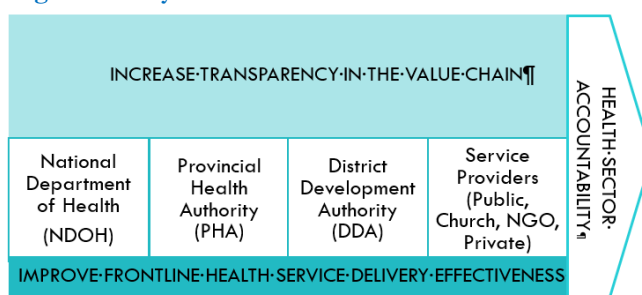 INCREASE·TRANSPARENCY·IN·THE·VALUE·CHAIN¶
National
Department
of Health
(NDOH)
Provincial
Health
Authority
(PHA)
District
Development
Authority
(DDA)
Service
Providers
(Public,
Church, NGO,
Private)
IMPROVE·FRONTLINE·HEALTH·SERVICE·DELIVERY·EFFECTIVENESS
HEALTH·SECTOR·
ACCOUNTABILITY¶